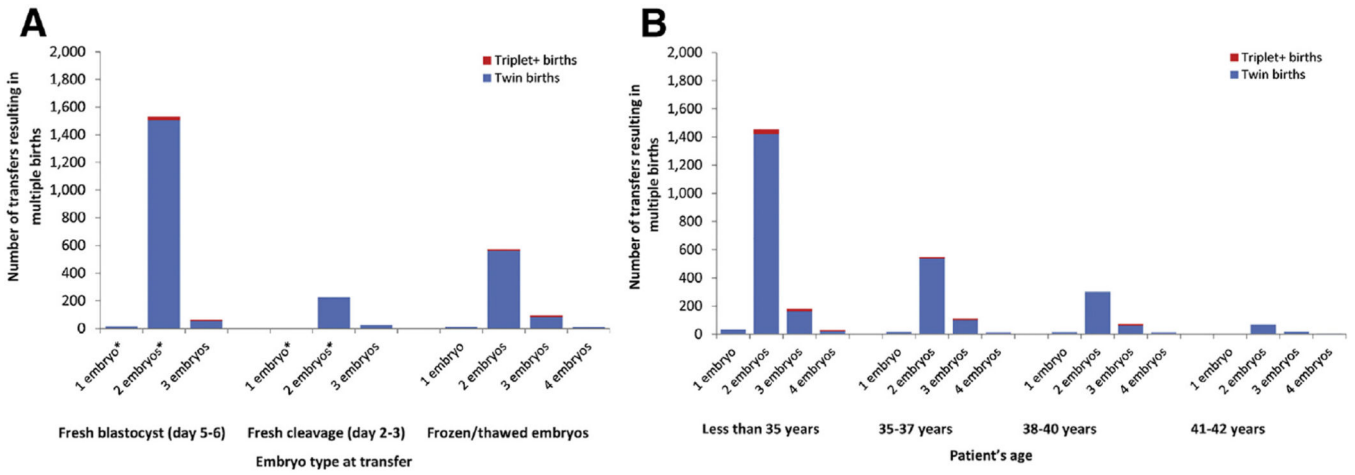 A
Number of transfers resulting in
multiple births
2,000
1,800
1,600
1,400
1,200
1,000
800
600
400
200
0
Triplet+ births
Twin births
1 embryo*
2 embryos*
3 embryos
1 embryo*
2 embryos*
3 embryos
1 embryo
2 embryos
3 embryos
4 embryos
Fresh blastocyst (day 5-6)
Fresh cleavage (day 2-3)
Frozen/thawed embryos
Embryo type at transfer
B
Number of transfers resulting in
multiple births
2,000
1,800
1,600
1,400
1,200
1,000
800
600
400
200
0
Triplet+ births
Twin births
1 embryo
2 embryos
3 embryos
4 embryos
1 embryo
2 embryos
3 embryos
4 embryos
1 embryo
2 embryos
3 embryos
4 embryos
1 embryo
2 embryos
3 embryos
4 embryos
Less than 35 years
35-37 years
38-40 years
41-42 years
Patient's age